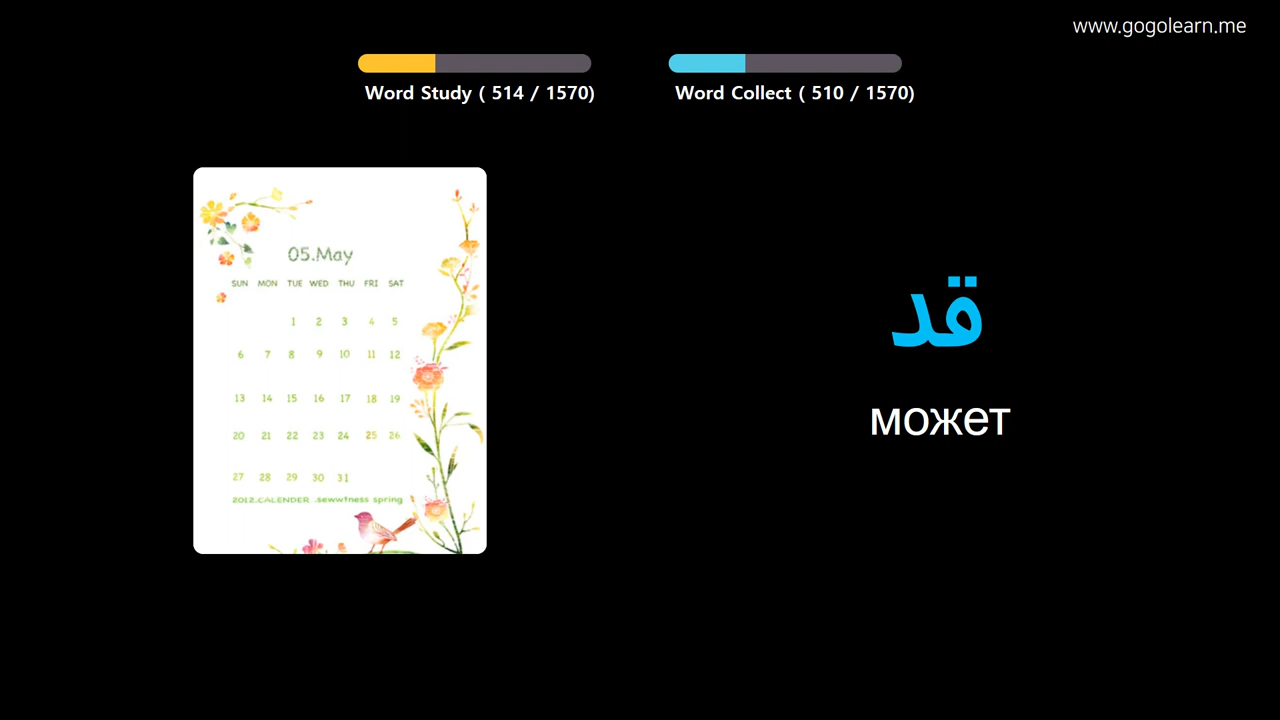 www.gogolearn.me
Word Study ( 514 / 1570)
Word Collect ( 510 / 1570)
05.May
SUN MON TUE WED THU FRI SAT
1 2 3 4 5
6 7 8 9 10 11 12
13 14 15 16 17 18 19
20 21 22 23 24 25 26
27 28 29 30 31
2012.CALENDER .sewwtness spring
قد
может